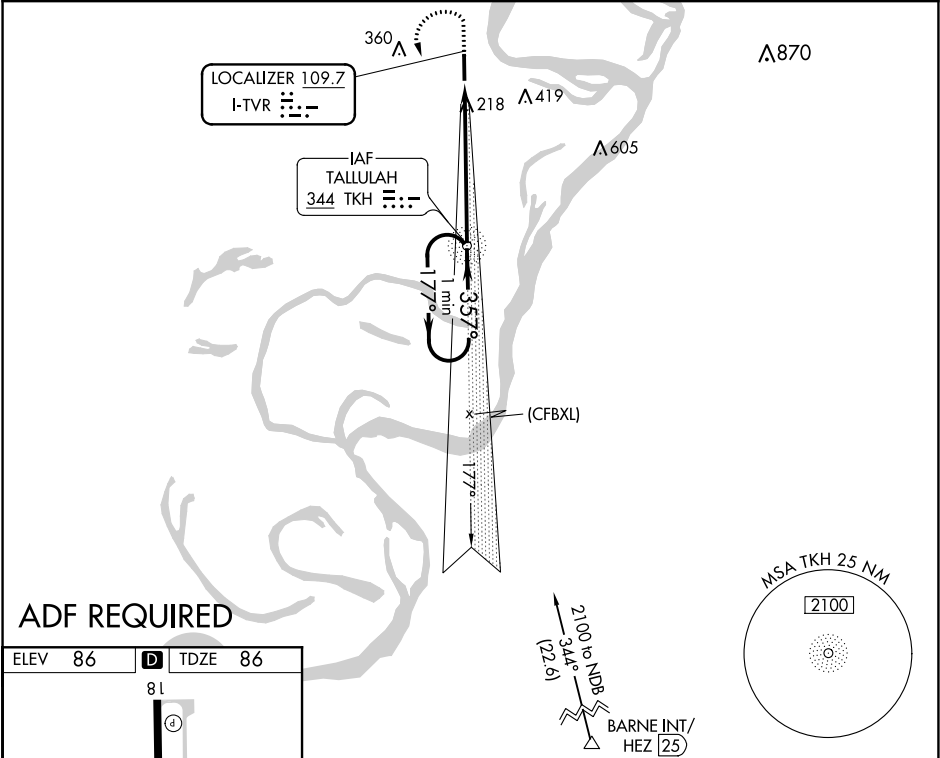 360
870
LOCALIZER 109.7
I-TVR
218
419
605
IAF
TALLULAH
344 TKH
177°
1 min
357°
x
(CFBXL)
177°
MSA TKH 25 NM
2100
ADF REQUIRED
2100 to NDB
344°
(22.6)
BARNE INT/
HEZ 25
ELEV 86 D TDZE 86
18
P